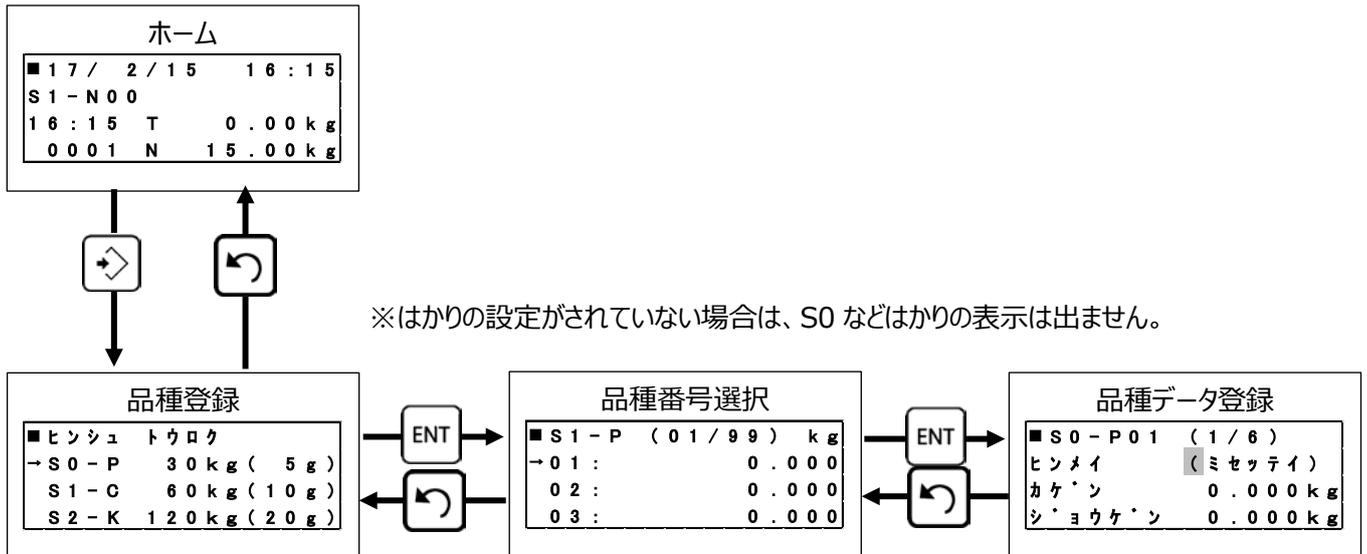 ホーム
■17/ 2/15 16:15
S1-N00
16:15 T 0.00kg
0001 N 15.00kg
※はかりの設定がされていない場合は、S0 などはかりの表示は出ません。
品種登録
■ヒンシュ トウロク
→S0-P 30kg( 5g)
S1-C 60kg(10g)
S2-K 120kg(20g)
ENT
品種番号選択
■S1-P (01/99) kg
→01: 0.000
02: 0.000
03: 0.000
ENT
品種データ登録
■S0-P01 (1/6)
ヒンメイ (ミセッテイ)
カケ゛ン 0.000kg
シ゛ョウケ゛ン 0.000kg